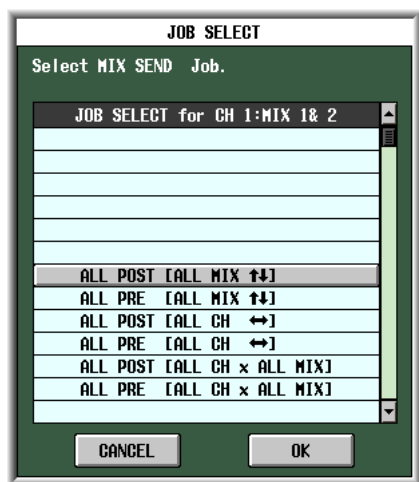 JOB SELECT
Select MIX SEND Job.
JOB SELECT for CH 1:MIX 1& 2
ALL POST [ALL MIX ⬆⬇]
ALL PRE [ALL MIX ⬆⬇]
ALL POST [ALL CH ↔]
ALL PRE [ALL CH ↔]
ALL POST [ALL CH x ALL MIX]
ALL PRE [ALL CH x ALL MIX]
CANCEL OK